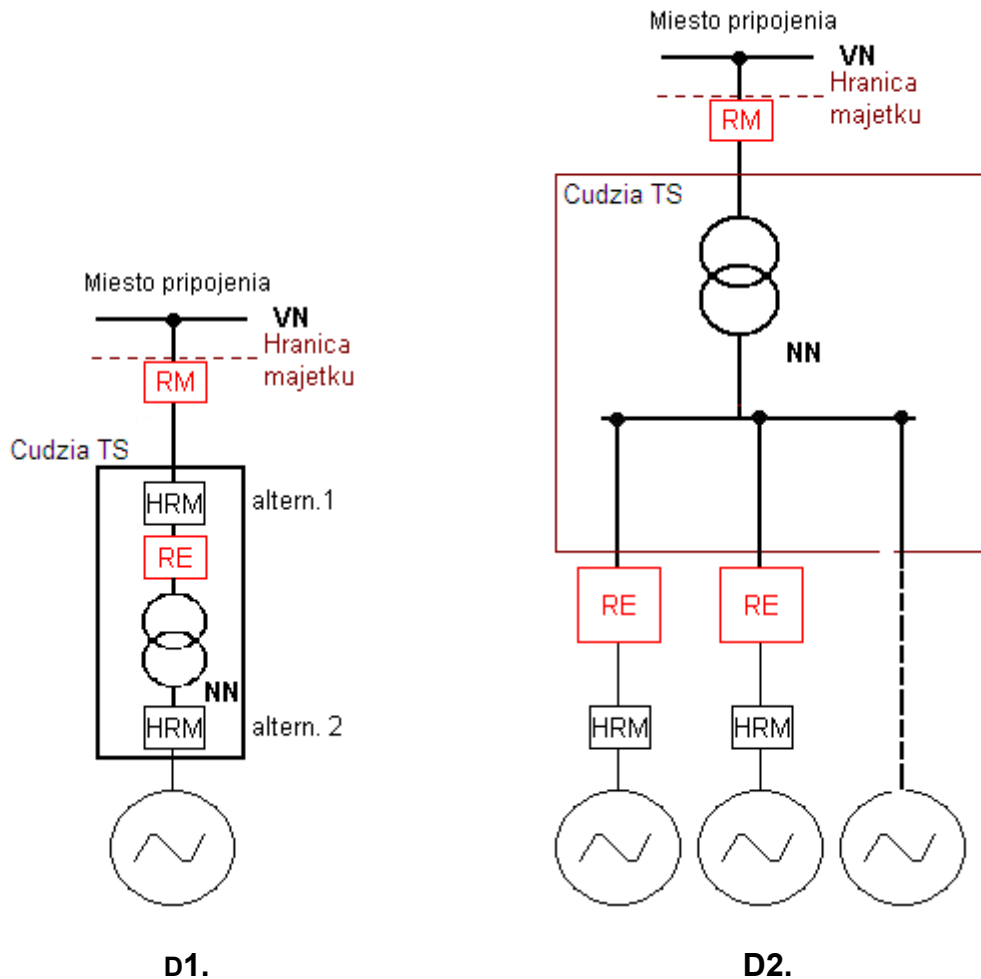 Miesto pripojenia
VN
Hranica
majetku
RM
Cudzia TS
HRM
altern.1
RE
NN
HRM
altern. 2
D1.
Miesto pripojenia
VN
Hranica
majetku
RM
Cudzia TS
NN
RE
RE
HRM
HRM
D2.